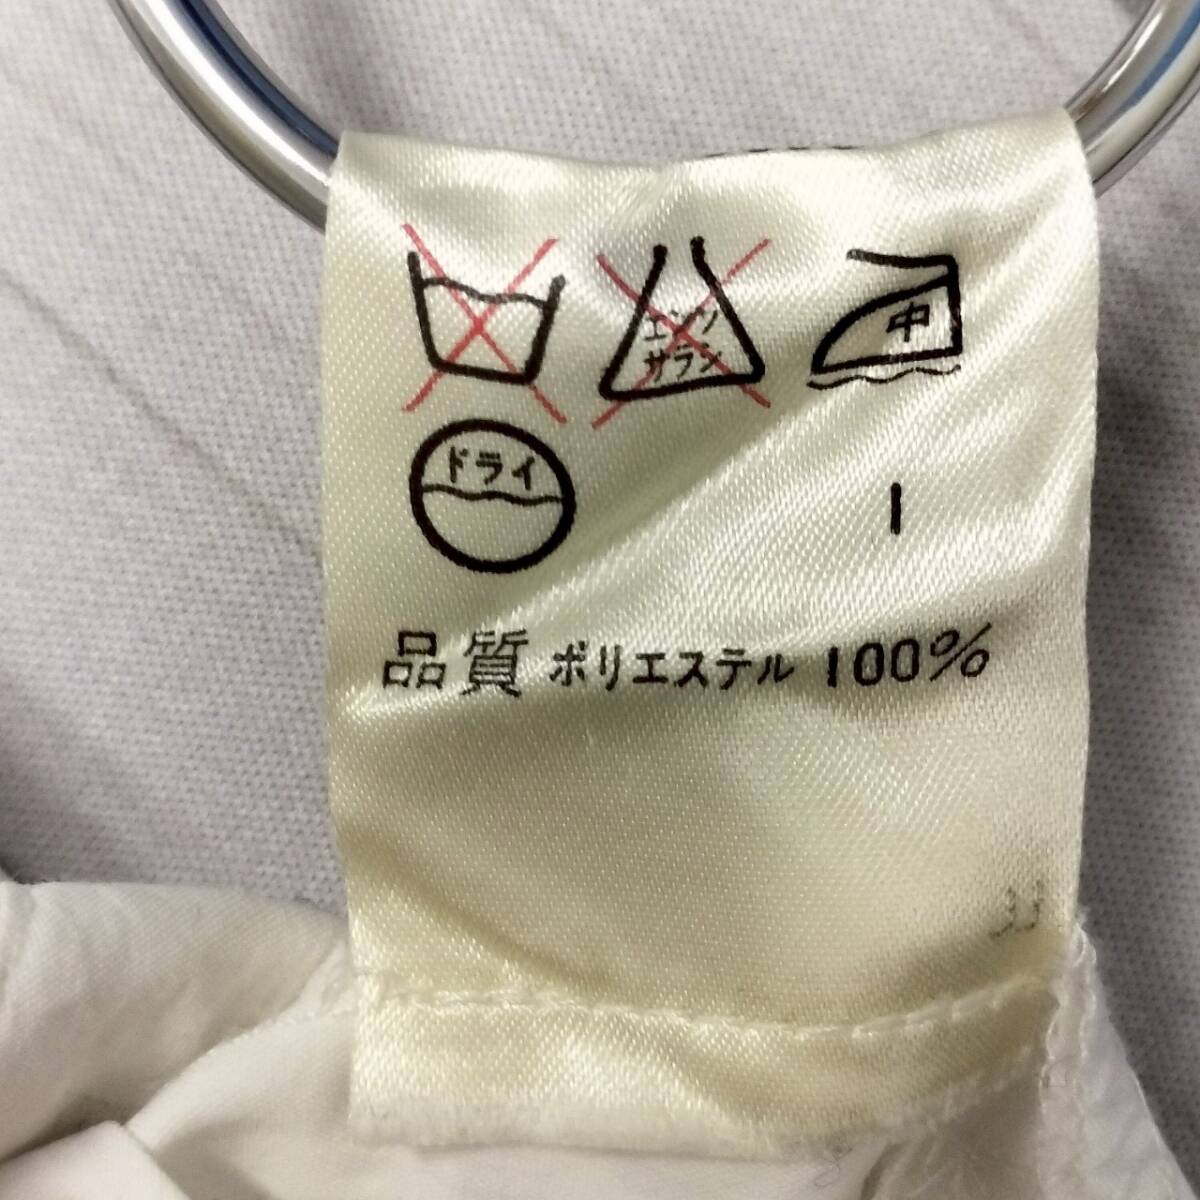 エンソ
サラシ
中
ドライ
1
品質 ポリエステル 100%